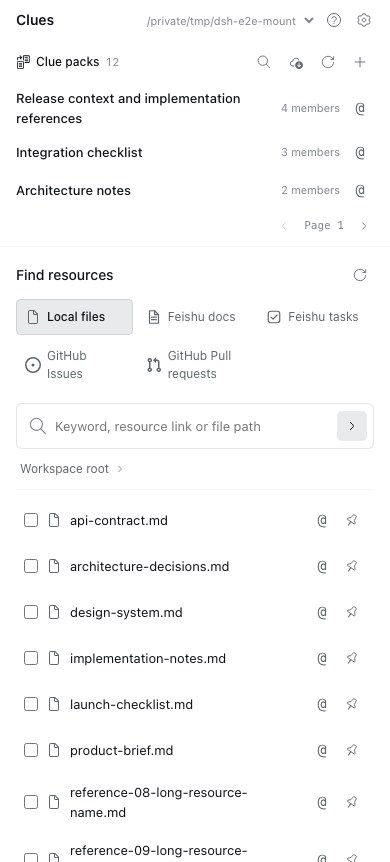 Clues
/private/tmp/dsh-e2e-mount
Clue packs 12
Release context and implementation
references
4 members @
Integration checklist 3 members @
Architecture notes 2 members @
‹ Page 1 ›
Find resources
Local files Feishu docs Feishu tasks
GitHub
Issues
GitHub Pull
requests
Keyword, resource link or file path
Workspace root ›
api-contract.md @
architecture-decisions.md @
design-system.md @
implementation-notes.md @
launch-checklist.md @
product-brief.md @
reference-08-long-resource-
name.md @
reference-09-long-resource-